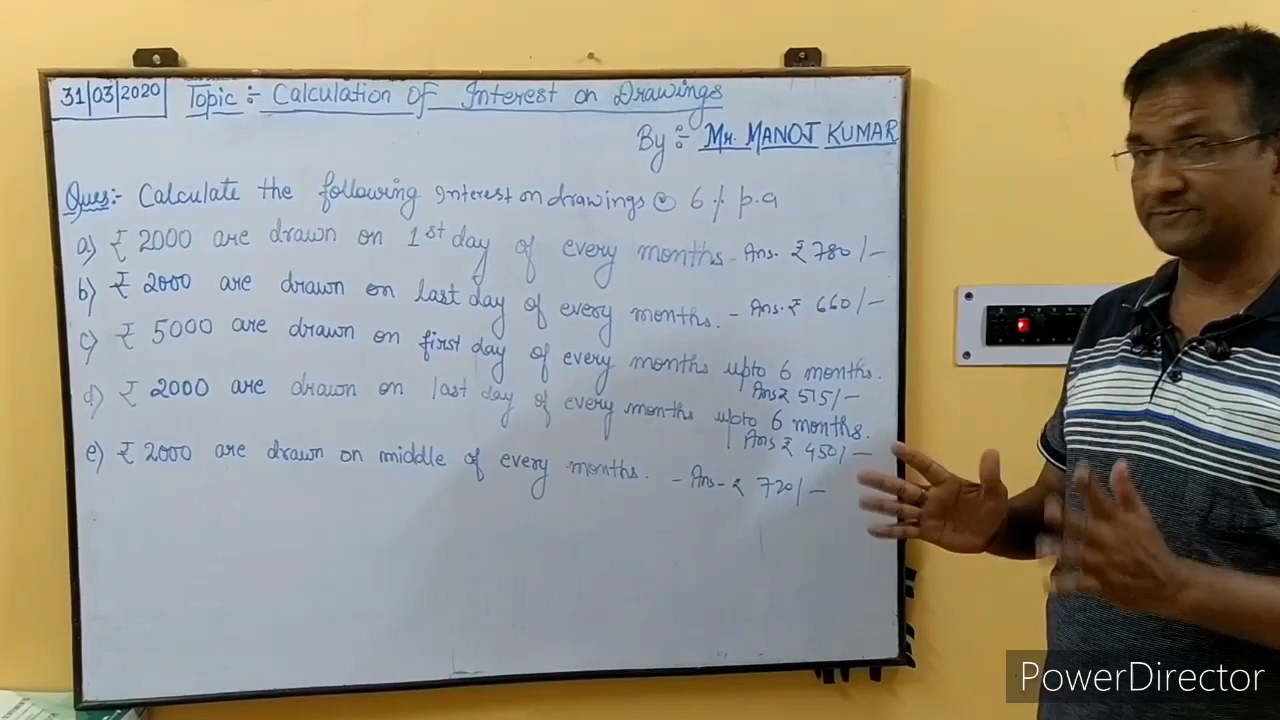 31/03/2020 Topic :- Calculation Of Interest on Drawings
By :- Mr. MANOJ KUMAR
Ques:- Calculate the following Interest on drawings @ 6 % p.a
a) ₹ 2000 are drawn on 1st day of every months - Ans. ₹ 780/-
b) ₹ 2000 are drawn on last day of every months. - Ans. ₹ 660/-
c) ₹ 5000 are drawn on first day of every months upto 6 months.
Ans ₹ 515/-
d) ₹ 2000 are drawn on last day of every months upto 6 months.
Ans ₹ 450/-
e) ₹ 2000 are drawn on middle of every months. - Ans - ₹ 720/-
PowerDirector